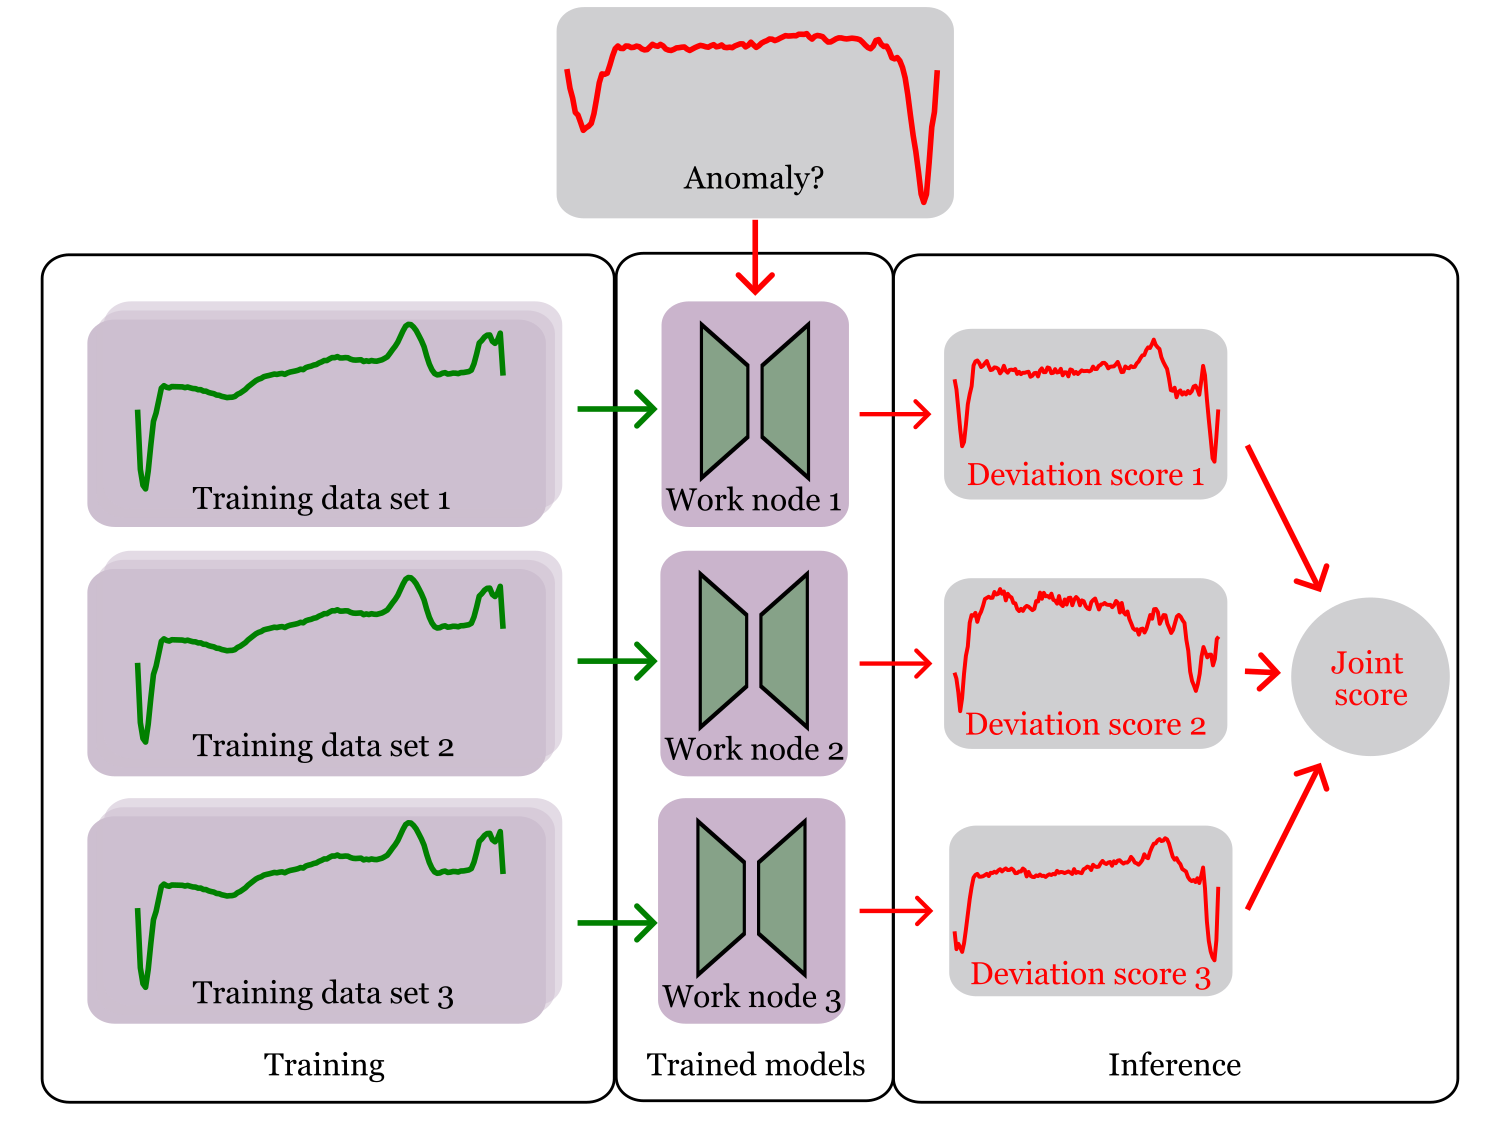 Anomaly?
Training data set 1
Work node 1
Deviation score 1
Training data set 2
Work node 2
Deviation score 2
Joint
score
Training data set 3
Work node 3
Deviation score 3
Training
Trained models
Inference